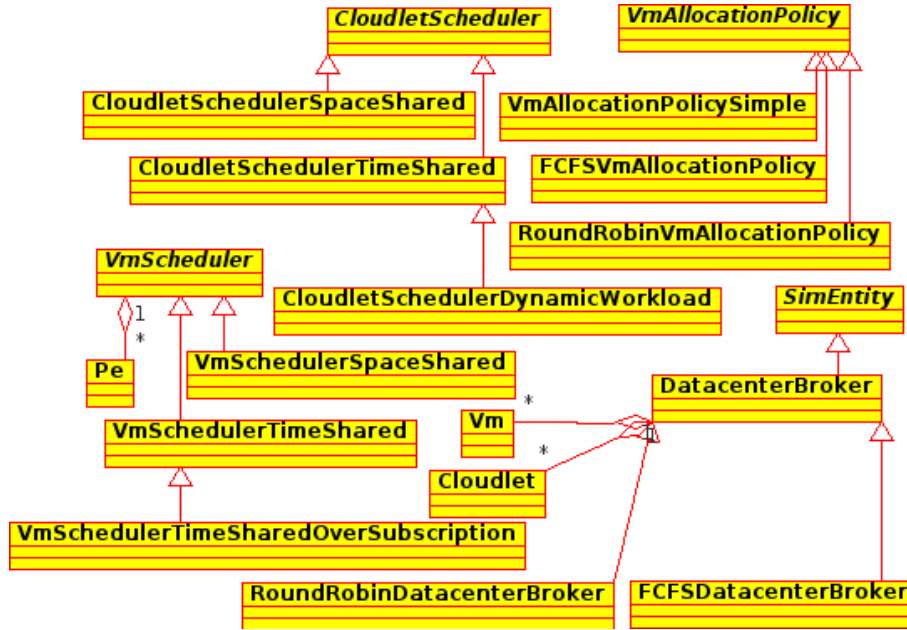 CloudletScheduler
VmAllocationPolicy
CloudletSchedulerSpaceShared
VmAllocationPolicySimple
CloudletSchedulerTimeShared
FCFSVmAllocationPolicy
RoundRobinVmAllocationPolicy
VmScheduler
CloudletSchedulerDynamicWorkload
SimEntity
1
*
Pe
VmSchedulerSpaceShared
DatacenterBroker
*
Vm
VmSchedulerTimeShared
*
Cloudlet
VmSchedulerTimeSharedOverSubscription
RoundRobinDatacenterBroker
FCFSDatacenterBroker